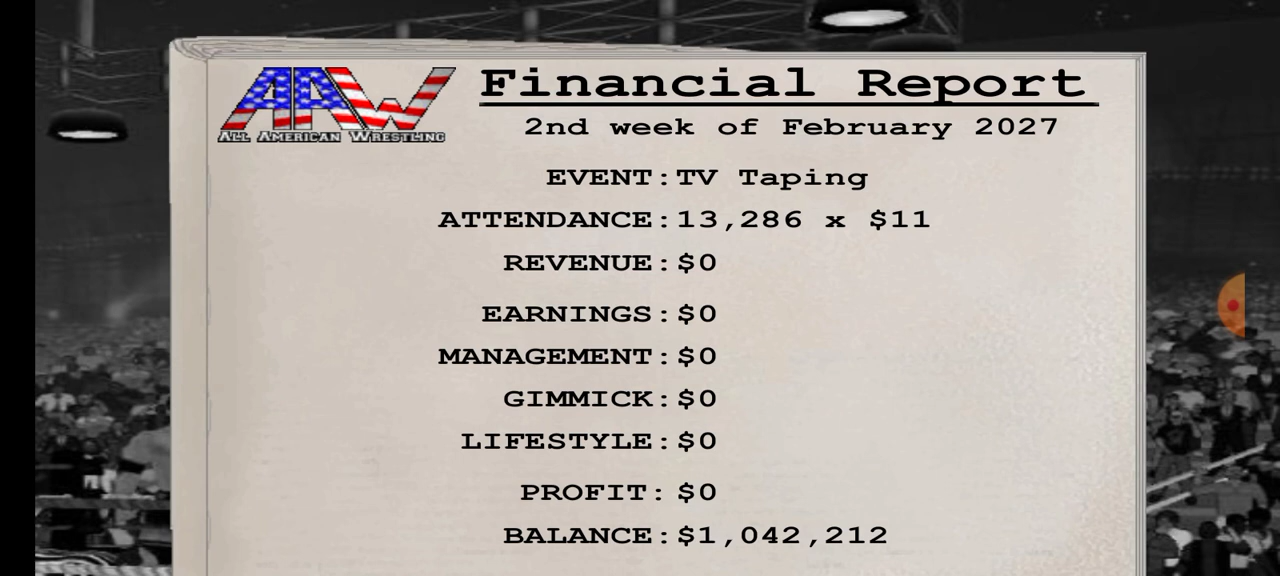 AAW
ALL AMERICAN WRESTLING
Financial Report
2nd week of February 2027
EVENT: TV Taping
ATTENDANCE: 13,286 x $11
REVENUE: $0
EARNINGS: $0
MANAGEMENT: $0
GIMMICK: $0
LIFESTYLE: $0
PROFIT: $0
BALANCE: $1,042,212